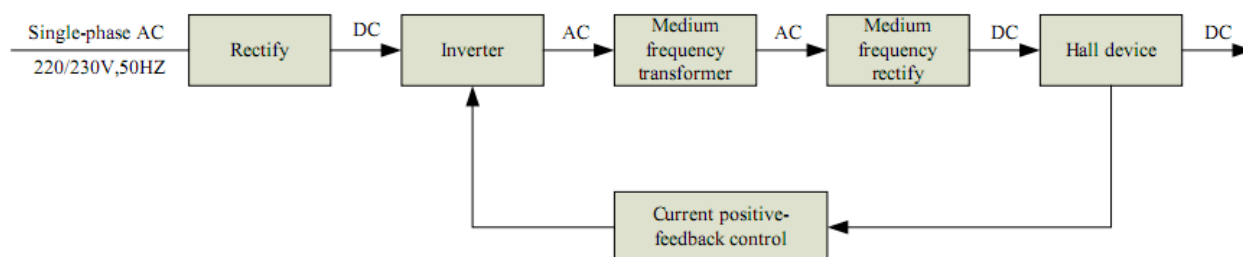 Single-phase AC
220/230V,50HZ
Rectify
DC
Inverter
AC
Medium
frequency
transformer
AC
Medium
frequency
rectify
DC
Hall device
DC
Current positive-
feedback control